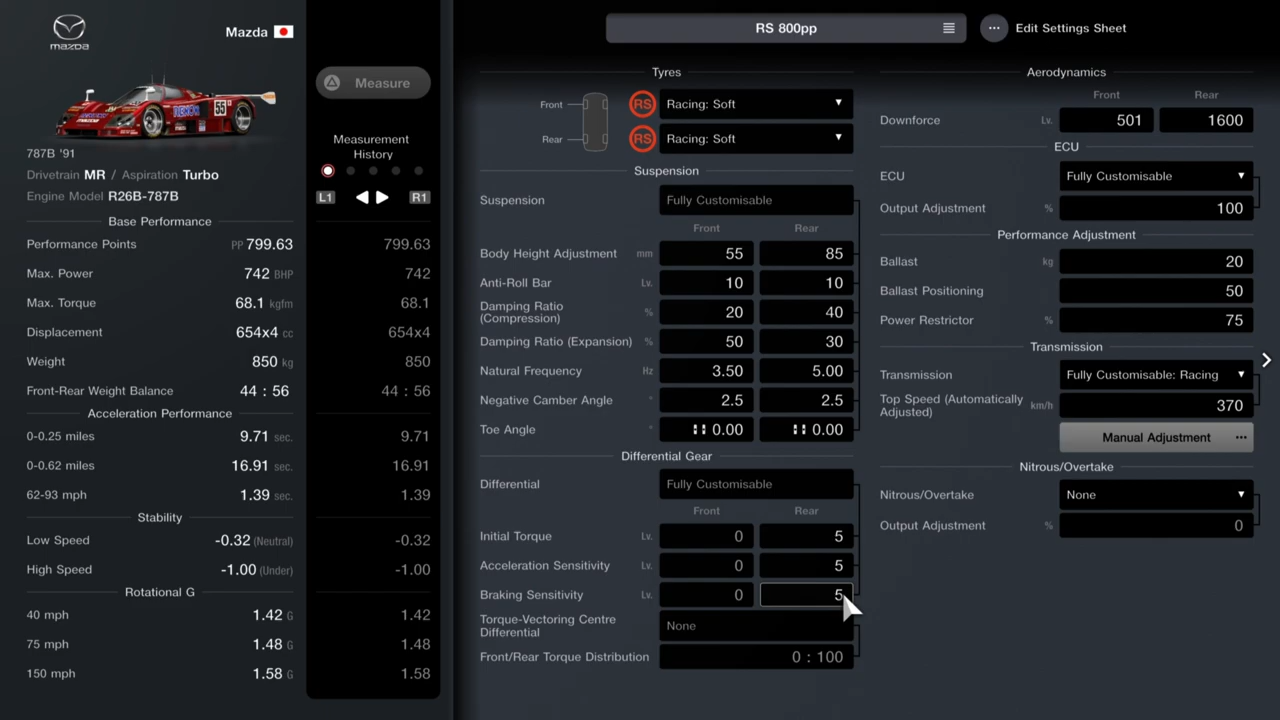 mazda
Mazda
787B '91
Drivetrain MR / Aspiration Turbo
Engine Model R26B-787B
Base Performance
Performance Points PP 799.63
Max. Power 742 BHP
Max. Torque 68.1 kgfm
Displacement 654x4 cc
Weight 850 kg
Front-Rear Weight Balance 44 : 56
Acceleration Performance
0-0.25 miles 9.71 sec.
0-0.62 miles 16.91 sec.
62-93 mph 1.39 sec.
Stability
Low Speed -0.32 (Neutral)
High Speed -1.00 (Under)
Rotational G
40 mph 1.42 G
75 mph 1.48 G
150 mph 1.58 G
Measure
Measurement
History
L1 R1
799.63
742
68.1
654x4
850
44 : 56
9.71
16.91
1.39
-0.32
-1.00
1.42
1.48
1.58
RS 800pp
Edit Settings Sheet
Tyres
Front RS Racing: Soft
Rear RS Racing: Soft
Suspension
Suspension Fully Customisable
Front Rear
Body Height Adjustment mm 55 85
Anti-Roll Bar Lv. 10 10
Damping Ratio
(Compression) % 20 40
Damping Ratio (Expansion) % 50 30
Natural Frequency Hz 3.50 5.00
Negative Camber Angle ° 2.5 2.5
Toe Angle ° 0.00 0.00
Differential Gear
Differential Fully Customisable
Front Rear
Initial Torque Lv. 0 5
Acceleration Sensitivity Lv. 0 5
Braking Sensitivity Lv. 0 5
Torque-Vectoring Centre
Differential None
Front/Rear Torque Distribution 0 : 100
Aerodynamics
Front Rear
Downforce Lv. 501 1600
ECU
ECU Fully Customisable
Output Adjustment % 100
Performance Adjustment
Ballast kg 20
Ballast Positioning 50
Power Restrictor % 75
Transmission
Transmission Fully Customisable: Racing
Top Speed (Automatically
Adjusted) km/h 370
Manual Adjustment
Nitrous/Overtake
Nitrous/Overtake None
Output Adjustment % 0
55